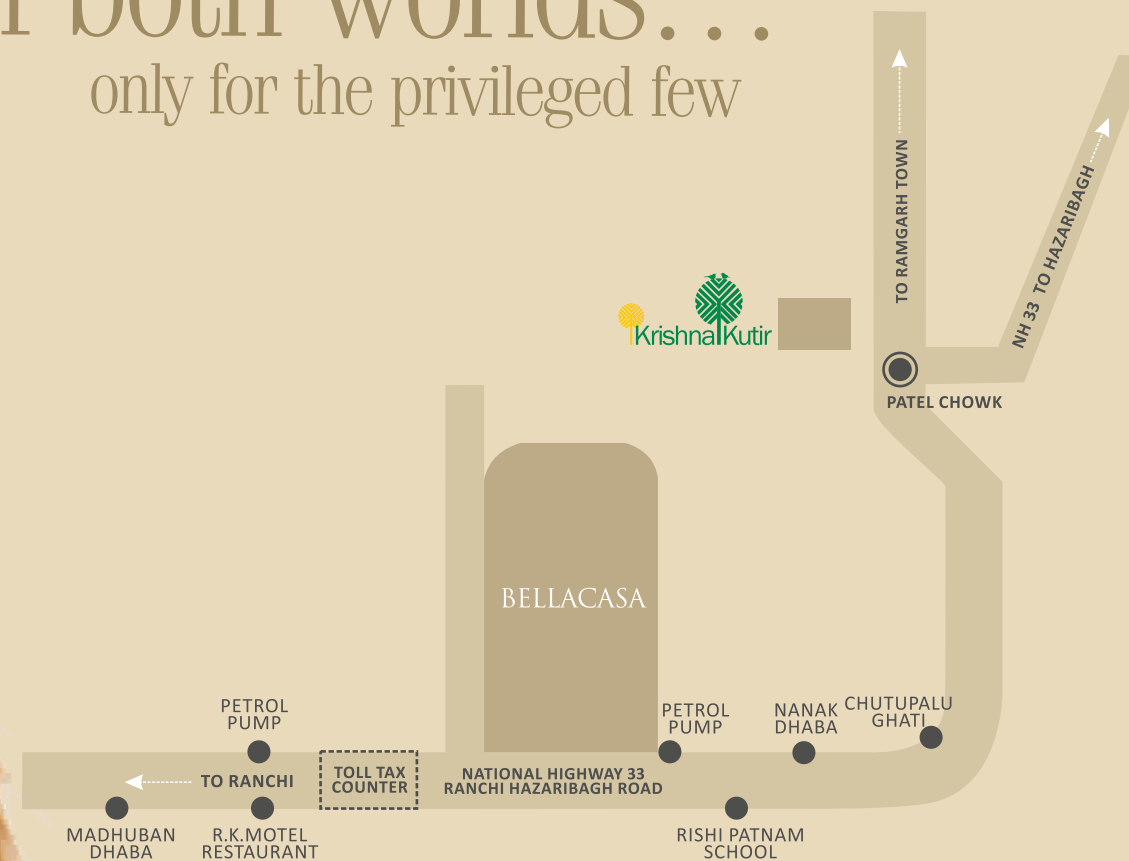 both worlds...
only for the privileged few
TO RAMGARH TOWN
NH 33 TO HAZARIBAGH
Krishna Kutir
PATEL CHOWK
BELLACASA
PETROL
PUMP
PETROL
PUMP
NANAK
DHABA
CHUTUPALU
GHATI
TO RANCHI
TOLL TAX
COUNTER
NATIONAL HIGHWAY 33
RANCHI HAZARIBAGH ROAD
MADHUBAN
DHABA
R.K.MOTEL
RESTAURANT
RISHI PATNAM
SCHOOL